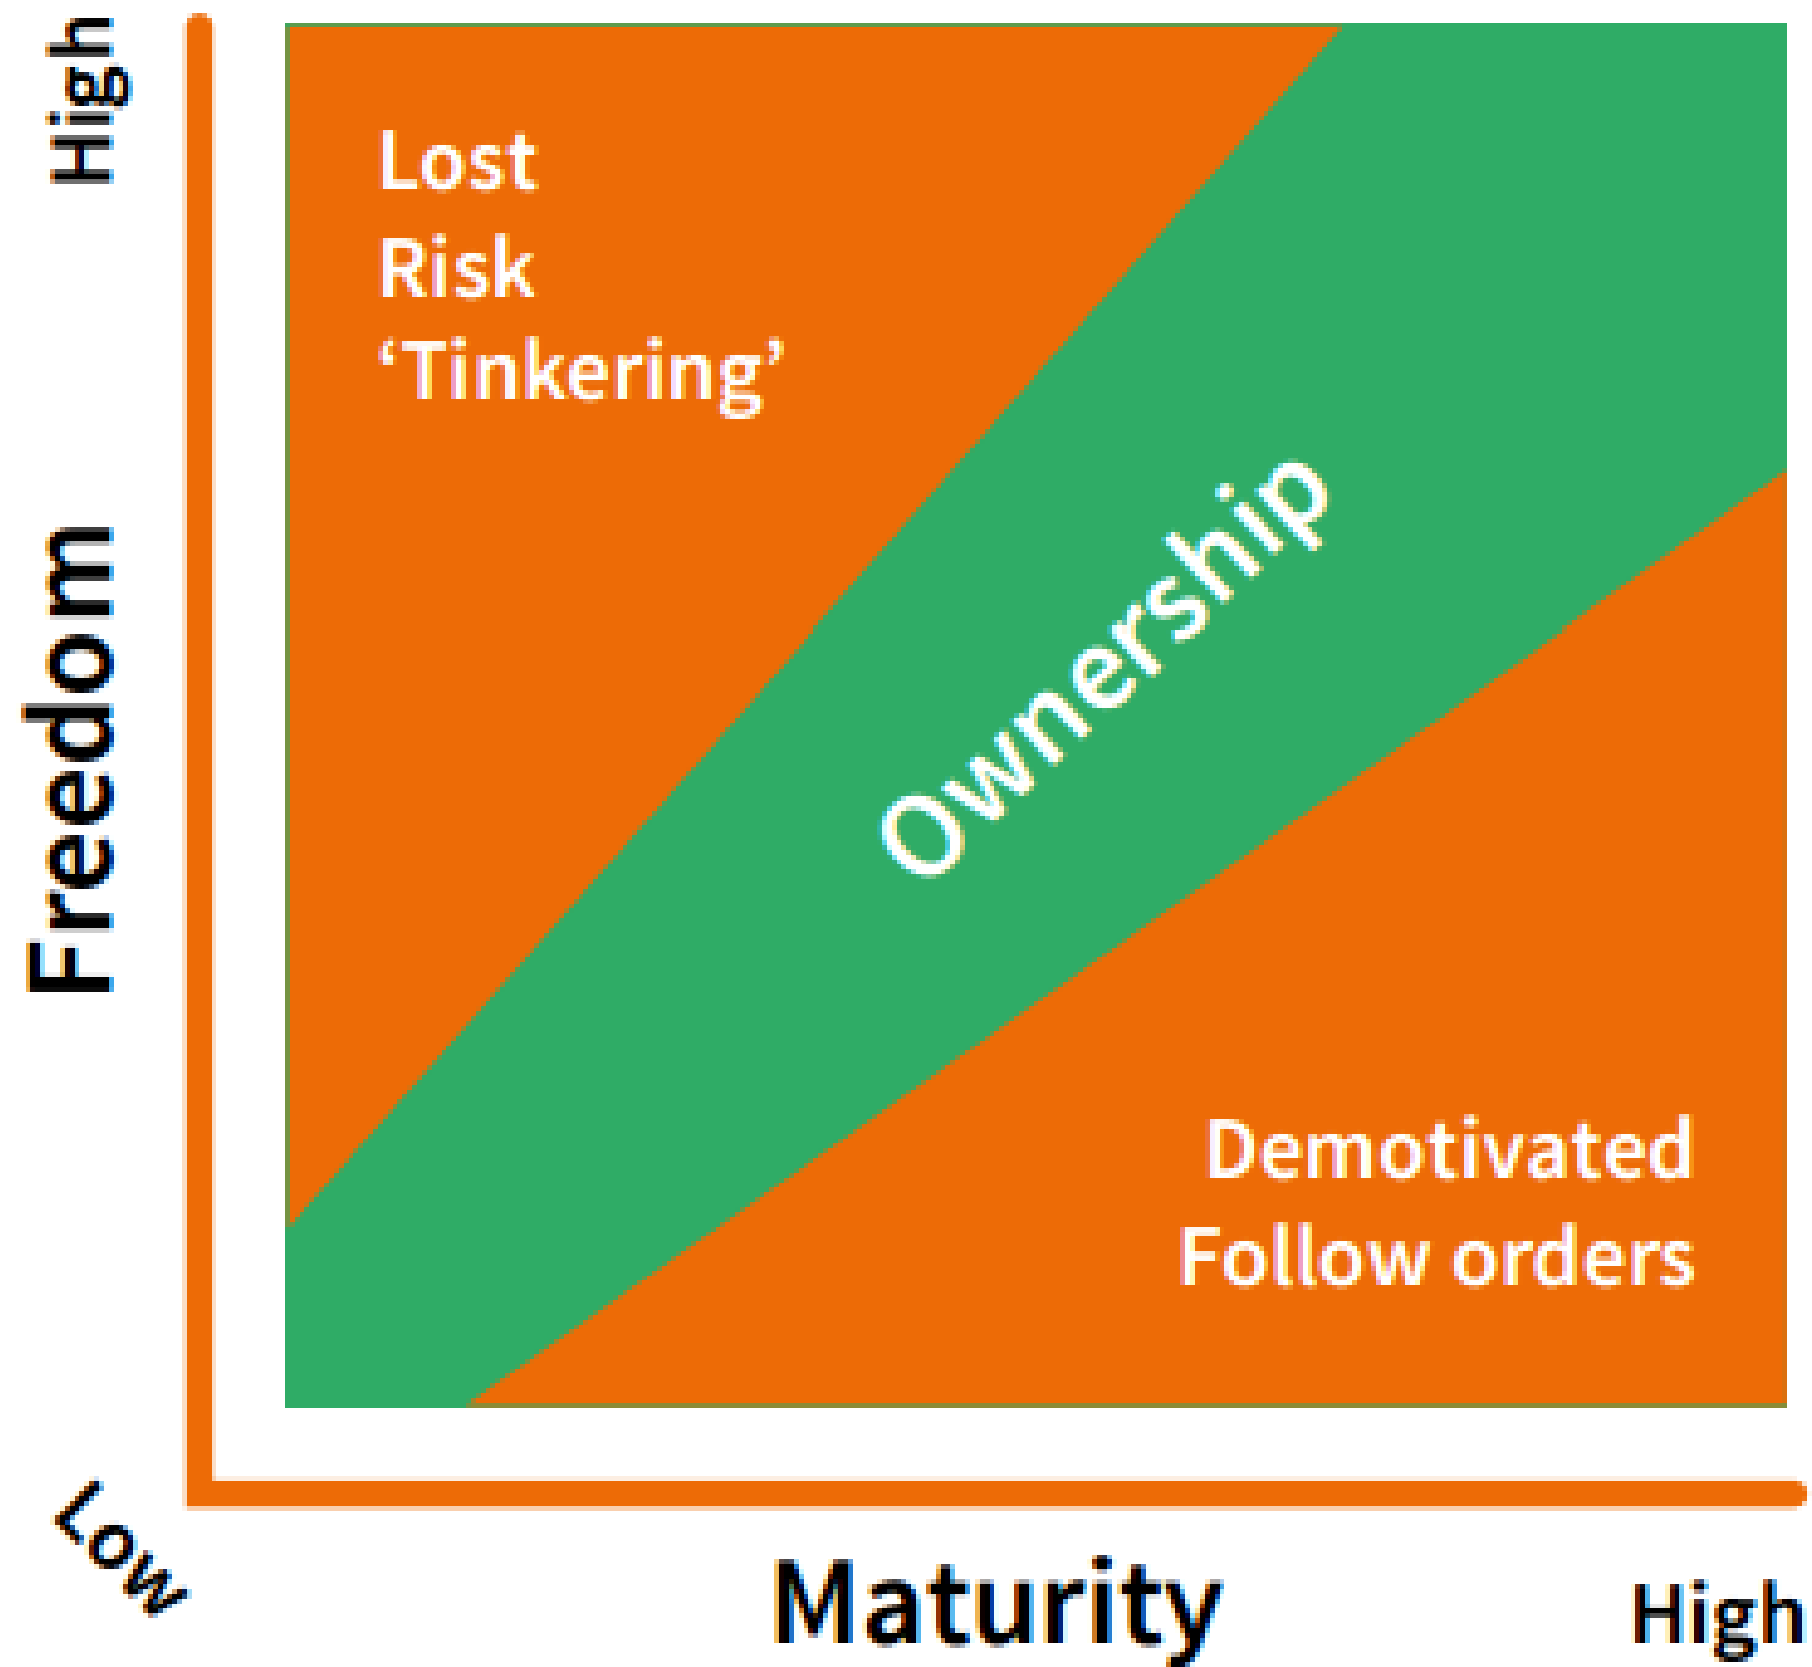 High
Freedom
Low
Lost
Risk
‘Tinkering’
Ownership
Demotivated
Follow orders
Maturity
High